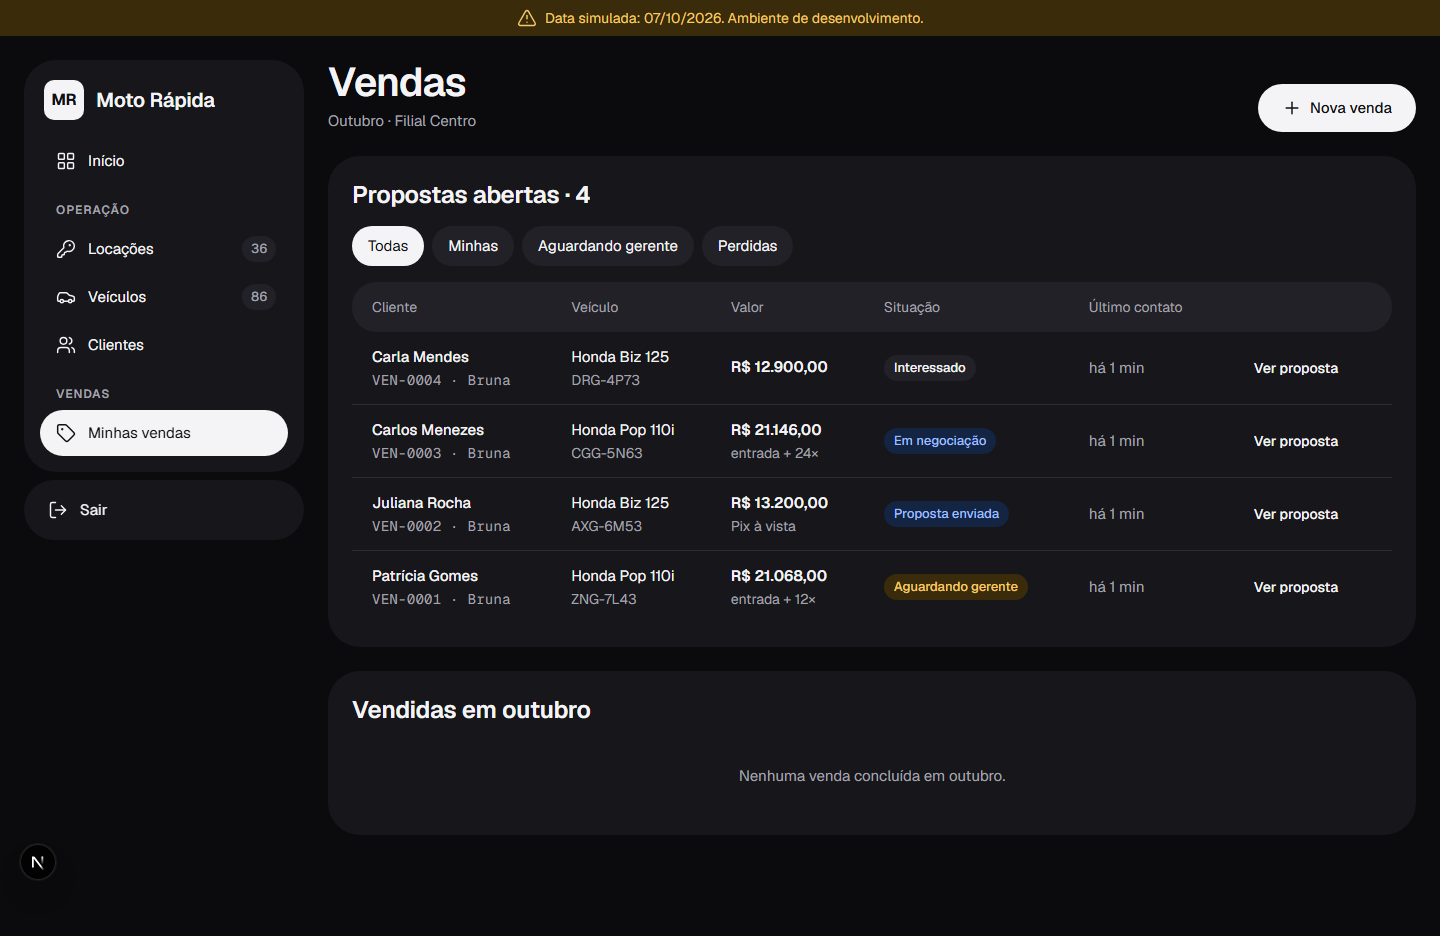 Data simulada: 07/10/2026. Ambiente de desenvolvimento.
MR Moto Rápida
Início
OPERAÇÃO
Locações 36
Veículos 86
Clientes
VENDAS
Minhas vendas
Sair
Vendas
Outubro · Filial Centro
Nova venda
Propostas abertas · 4
Todas Minhas Aguardando gerente Perdidas
Cliente Veículo Valor Situação Último contato
Carla Mendes Honda Biz 125 R$ 12.900,00 Interessado há 1 min Ver proposta
VEN-0004 · Bruna DRG-4P73
Carlos Menezes Honda Pop 110i R$ 21.146,00 Em negociação há 1 min Ver proposta
VEN-0003 · Bruna CGG-5N63 entrada + 24×
Juliana Rocha Honda Biz 125 R$ 13.200,00 Proposta enviada há 1 min Ver proposta
VEN-0002 · Bruna AXG-6M53 Pix à vista
Patrícia Gomes Honda Pop 110i R$ 21.068,00 Aguardando gerente há 1 min Ver proposta
VEN-0001 · Bruna ZNG-7L43 entrada + 12×
Vendidas em outubro
Nenhuma venda concluída em outubro.
N